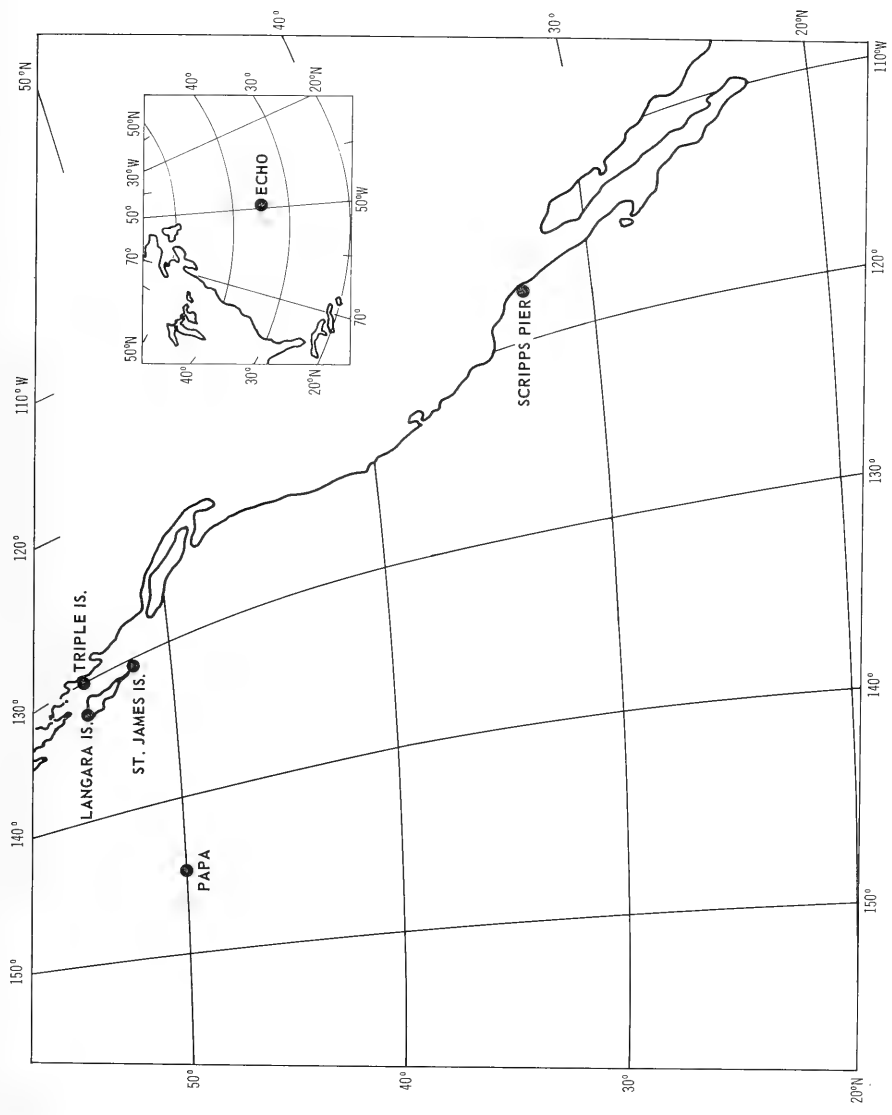 150°
140°
130°
120°
110° W
50°N
40°
30°
20°N
110°W
120°
130°
140°
150°
50°
40°
30°
20°N
LANGARA IS.
TRIPLE IS.
ST. JAMES IS.
PAPA
SCRIPPS PIER
50°N
70°
50°
30°W
50°N
40°
30°
20°N
50°W
70°
20°N
30°
40°
ECHO